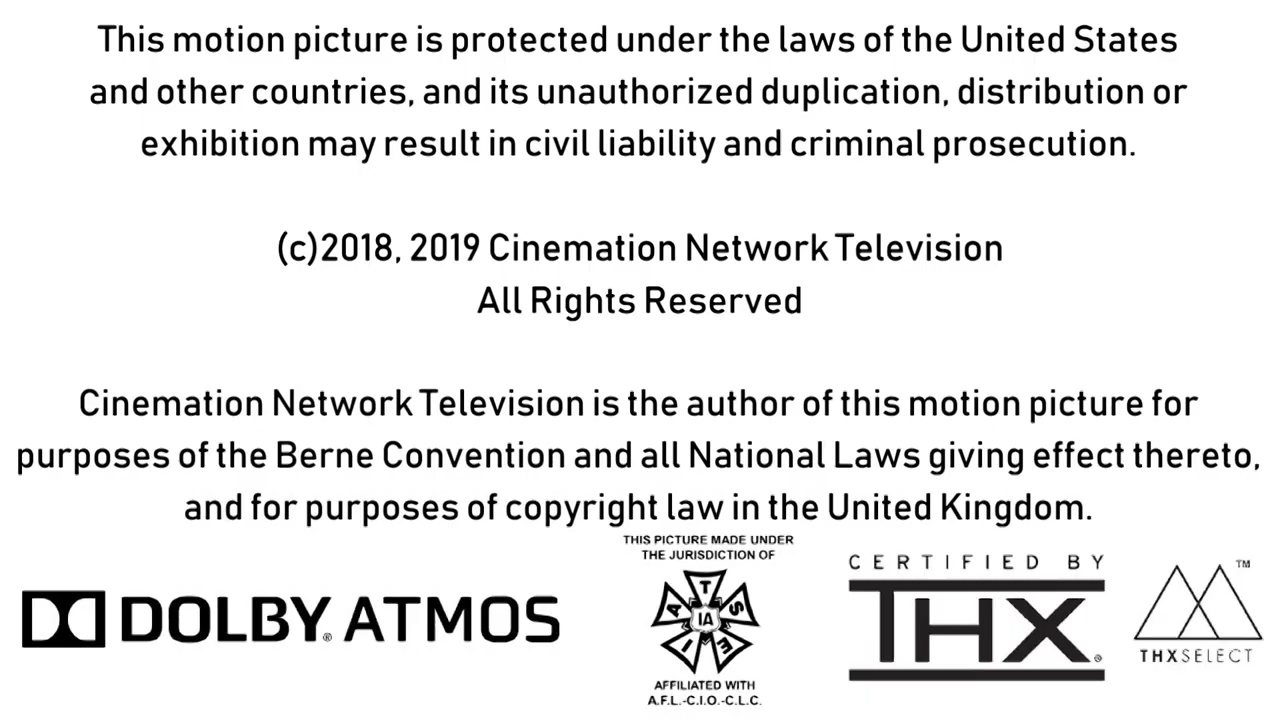 This motion picture is protected under the laws of the United States
and other countries, and its unauthorized duplication, distribution or
exhibition may result in civil liability and criminal prosecution.
(c)2018, 2019 Cinemation Network Television
All Rights Reserved
Cinemation Network Television is the author of this motion picture for
purposes of the Berne Convention and all National Laws giving effect thereto,
and for purposes of copyright law in the United Kingdom.
DOLBY® ATMOS
THIS PICTURE MADE UNDER
THE JURISDICTION OF
I A T S E
IA
AFFILIATED WITH
A.F.L.-C.I.O.-C.L.C.
CERTIFIED BY
THX®
TM
THXSELECT